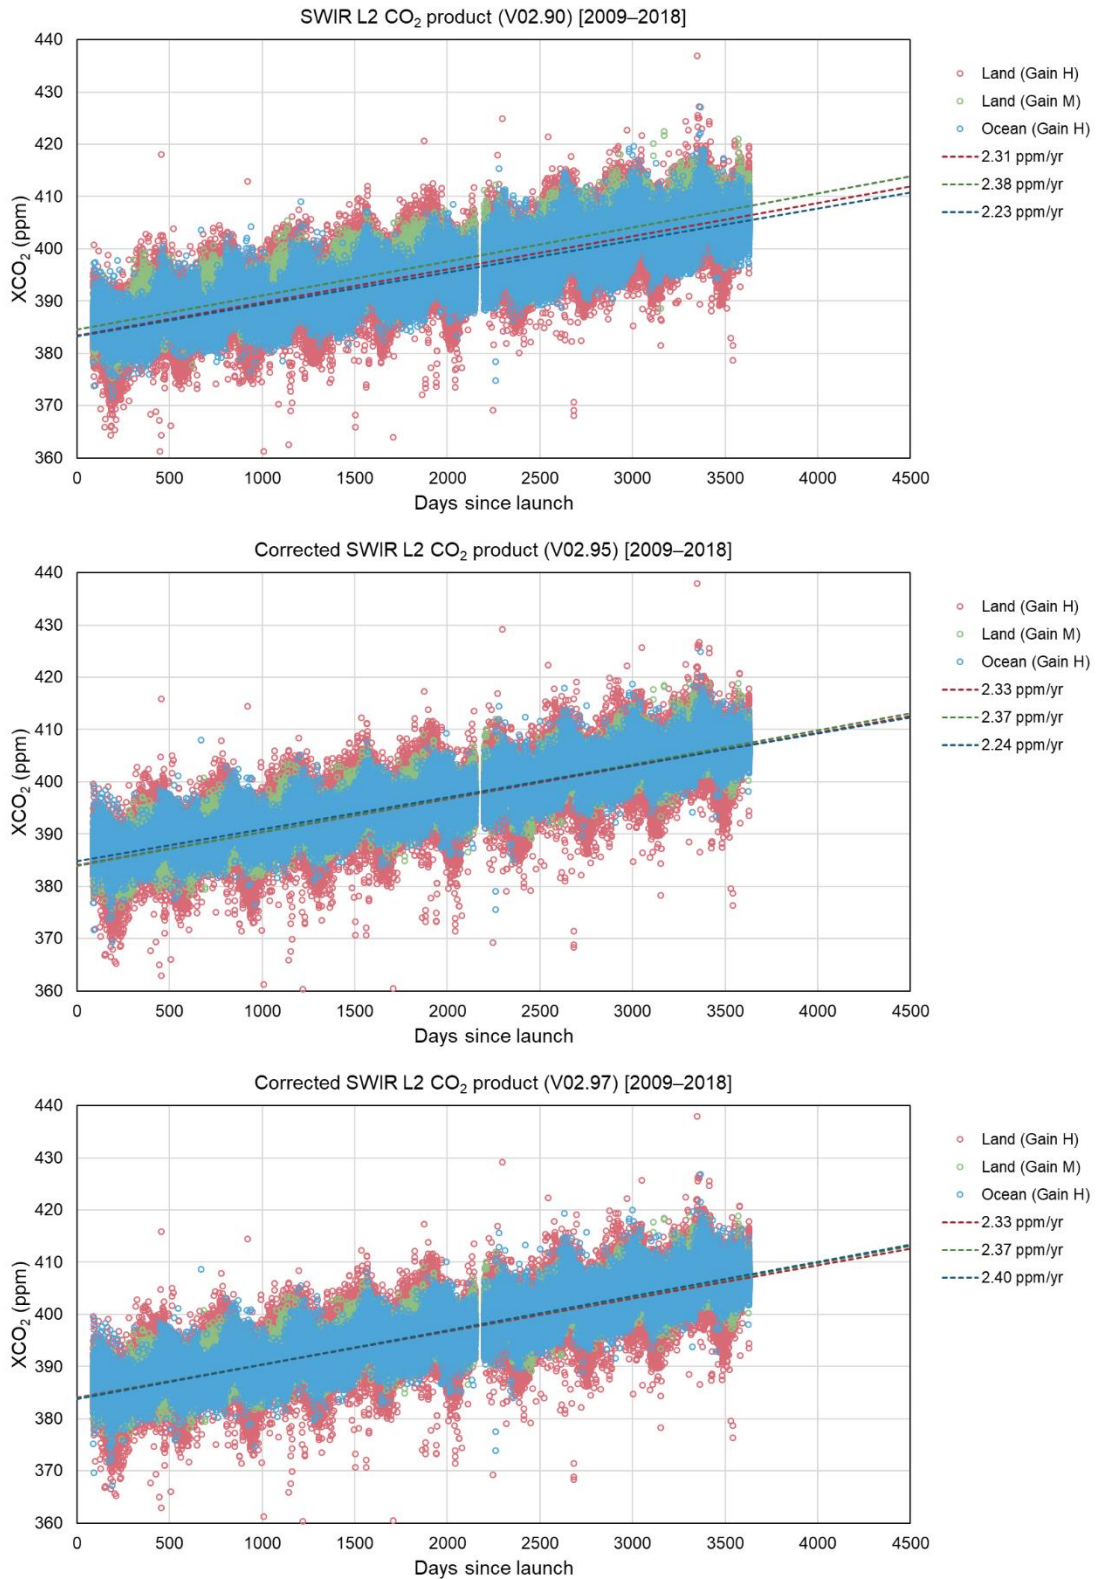 SWIR L2 CO₂ product (V02.90) [2009–2018]
440
430
420
410
400
390
380
370
360
XCO₂ (ppm)
0 500 1000 1500 2000 2500 3000 3500 4000 4500
Days since launch
Land (Gain H)
Land (Gain M)
Ocean (Gain H)
2.31 ppm/yr
2.38 ppm/yr
2.23 ppm/yr
Corrected SWIR L2 CO₂ product (V02.95) [2009–2018]
440
430
420
410
400
390
380
370
360
XCO₂ (ppm)
0 500 1000 1500 2000 2500 3000 3500 4000 4500
Days since launch
Land (Gain H)
Land (Gain M)
Ocean (Gain H)
2.33 ppm/yr
2.37 ppm/yr
2.24 ppm/yr
Corrected SWIR L2 CO₂ product (V02.97) [2009–2018]
440
430
420
410
400
390
380
370
360
XCO₂ (ppm)
0 500 1000 1500 2000 2500 3000 3500 4000 4500
Days since launch
Land (Gain H)
Land (Gain M)
Ocean (Gain H)
2.33 ppm/yr
2.37 ppm/yr
2.40 ppm/yr